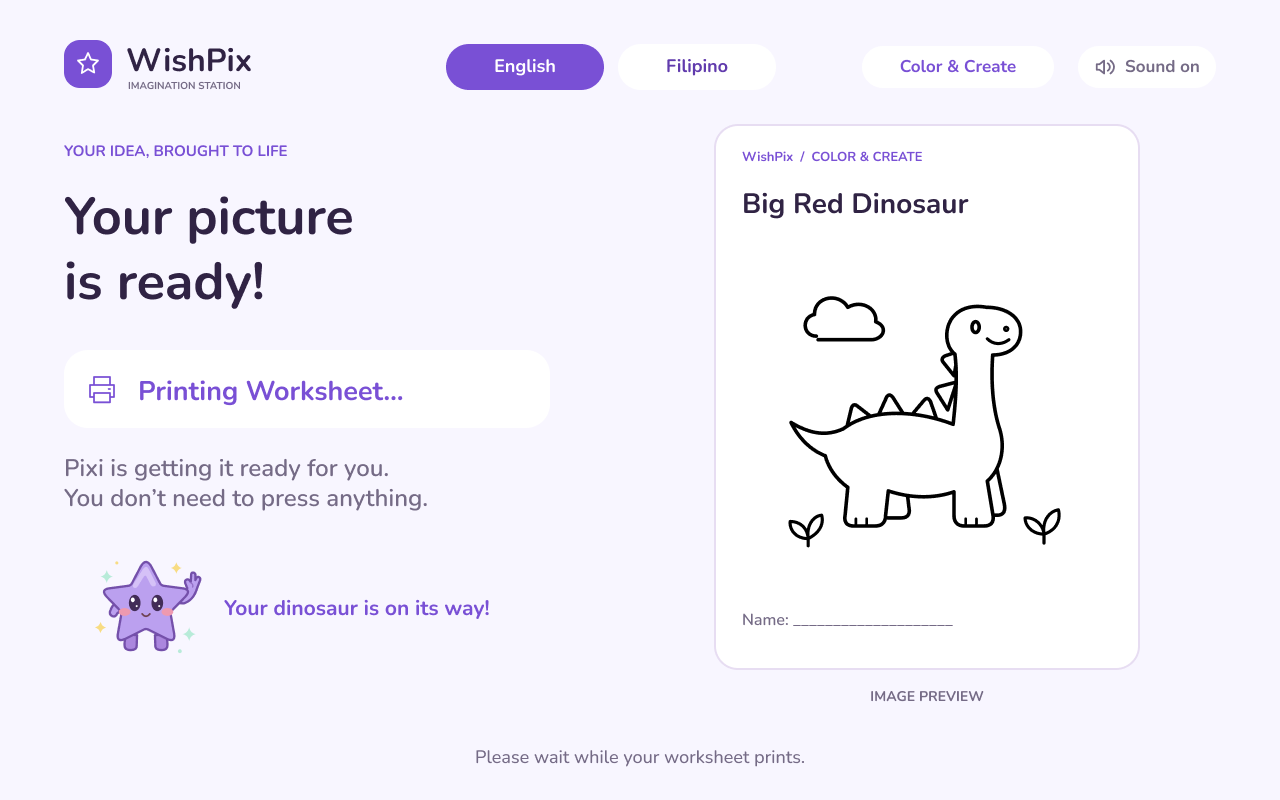 WishPix
IMAGINATION STATION
English
Filipino
Color & Create
Sound on
YOUR IDEA, BROUGHT TO LIFE
Your picture
is ready!
Printing Worksheet...
Pixi is getting it ready for you.
You don’t need to press anything.
Your dinosaur is on its way!
WishPix / COLOR & CREATE
Big Red Dinosaur
Name: ____________________
IMAGE PREVIEW
Please wait while your worksheet prints.